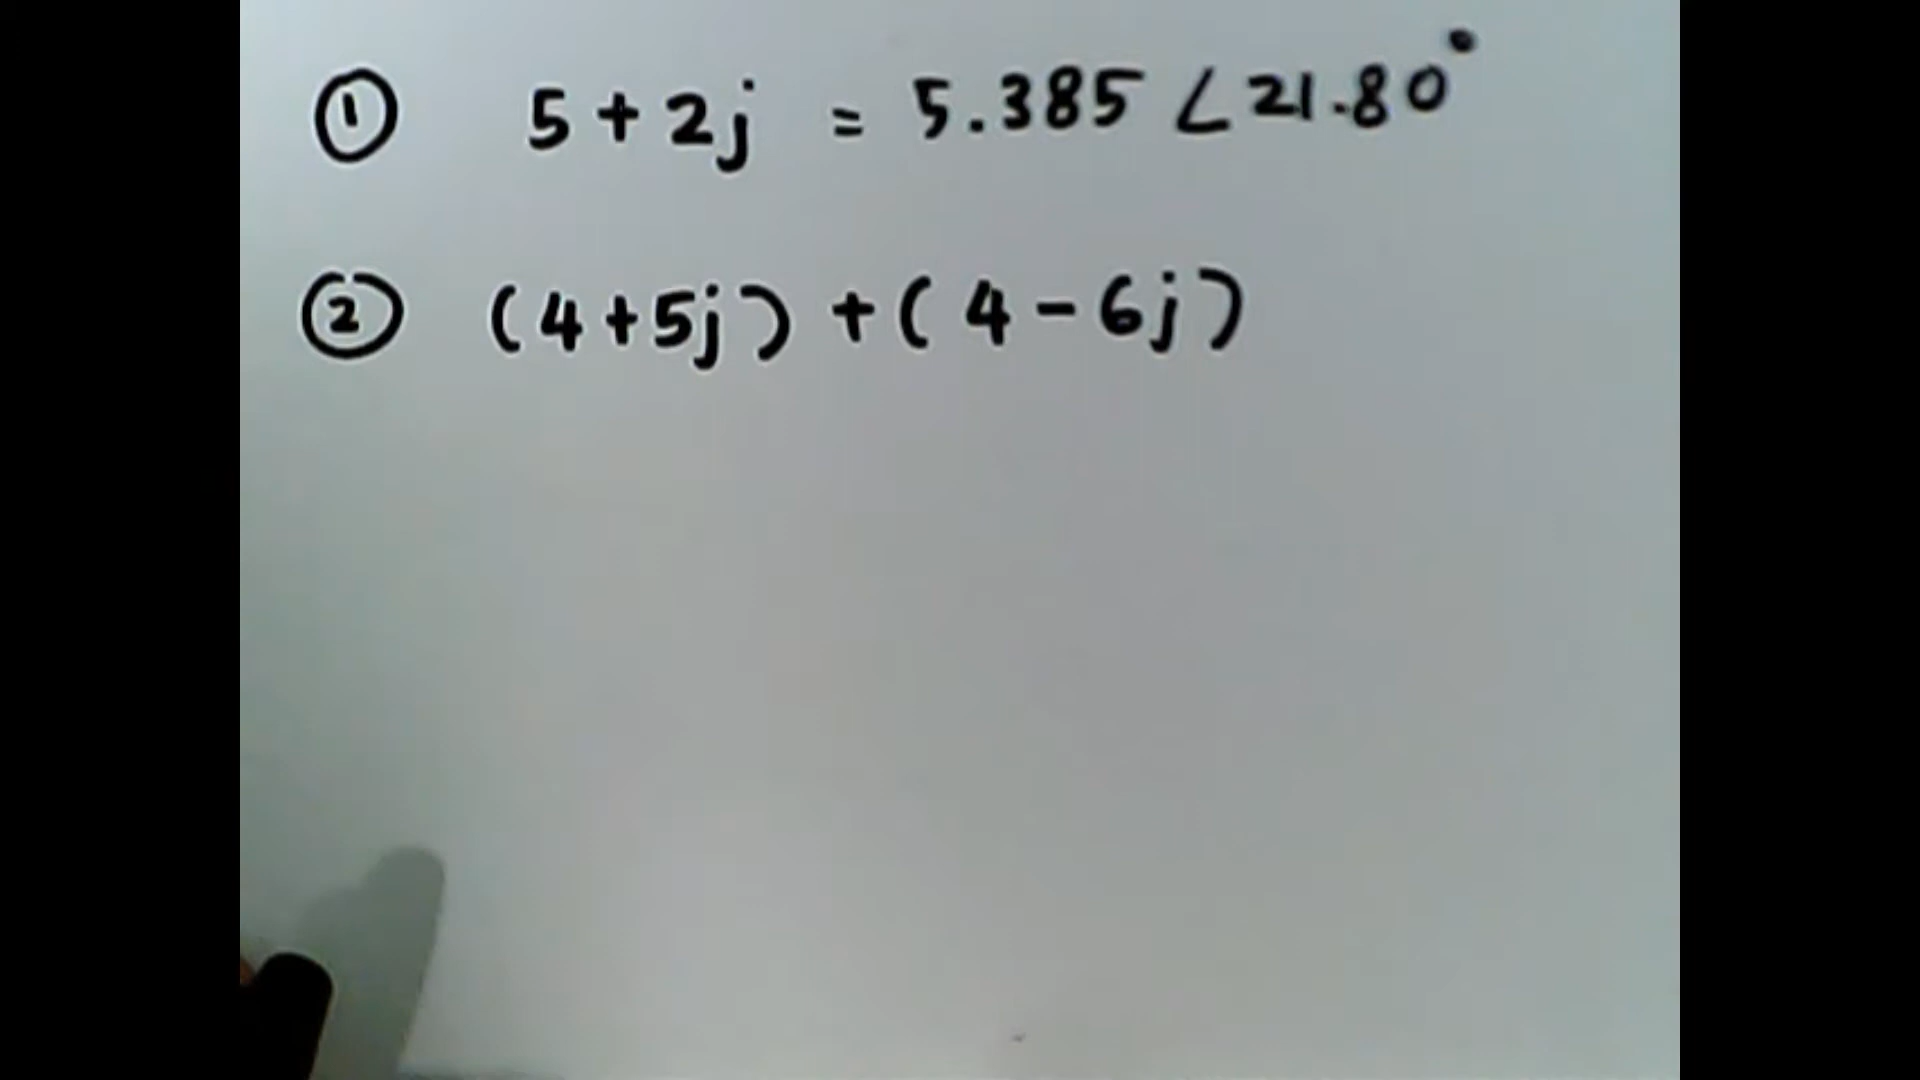 ① 5 + 2j = 5.385 ∠ 21.80°
② (4 + 5j) + (4 - 6j)